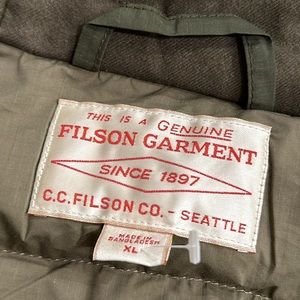 THIS IS A GENUINE
FILSON GARMENT
SINCE 1897
C.C. FILSON CO. - SEATTLE
MADE IN
BANGLADESH
XL